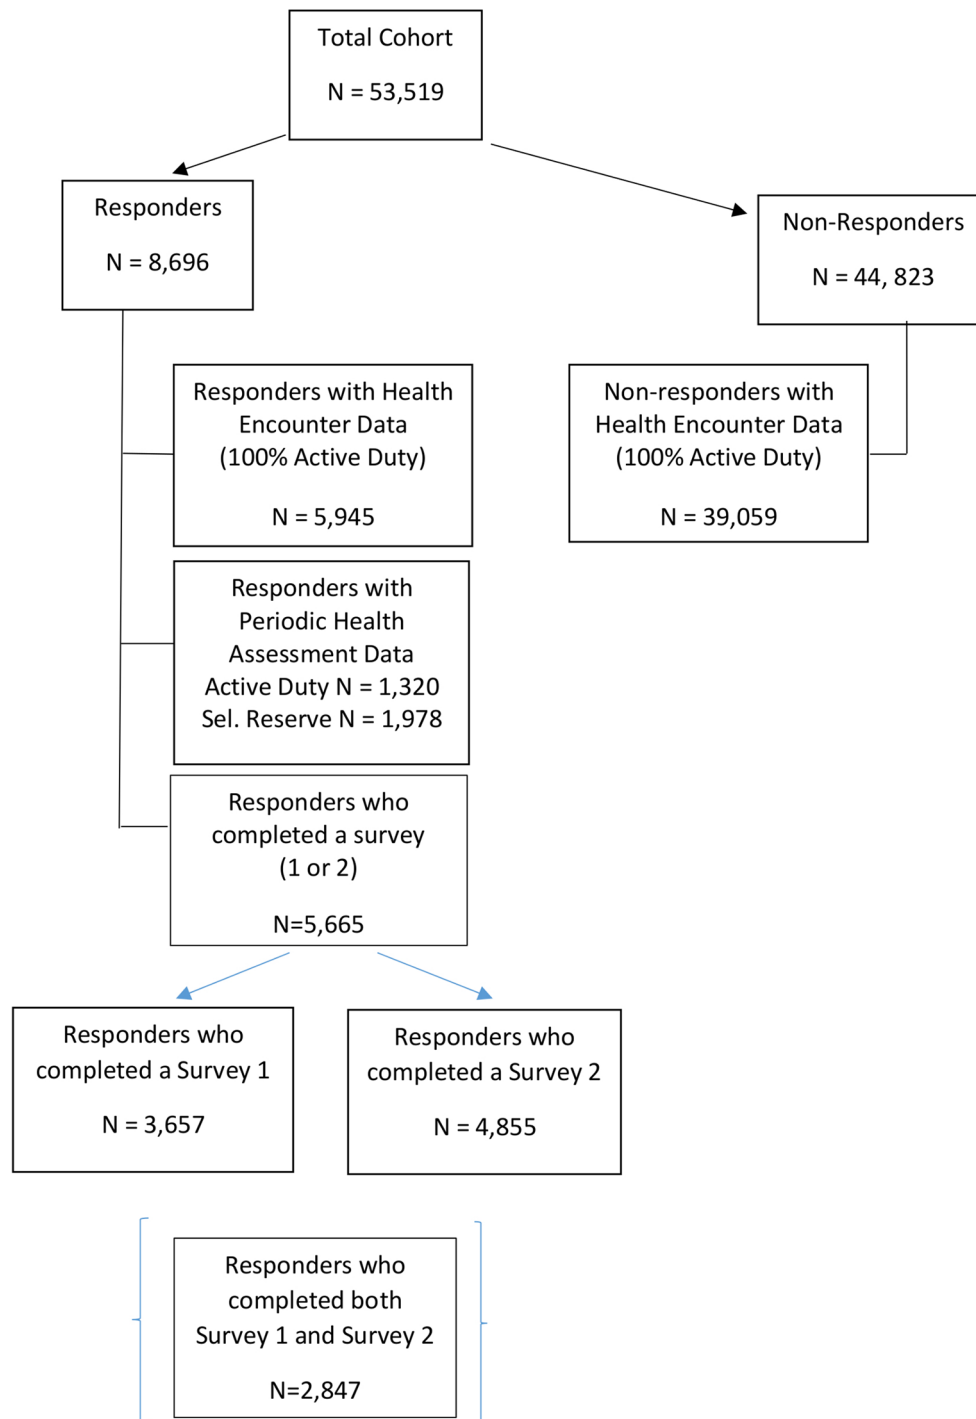 Total Cohort
N = 53,519
Responders
N = 8,696
Non-Responders
N = 44, 823
Responders with Health
Encounter Data
(100% Active Duty)
N = 5,945
Non-responders with
Health Encounter Data
(100% Active Duty)
N = 39,059
Responders with
Periodic Health
Assessment Data
Active Duty N = 1,320
Sel. Reserve N = 1,978
Responders who
completed a survey
(1 or 2)
N=5,665
Responders who
completed a Survey 1
N = 3,657
Responders who
completed a Survey 2
N = 4,855
Responders who
completed both
Survey 1 and Survey 2
N=2,847